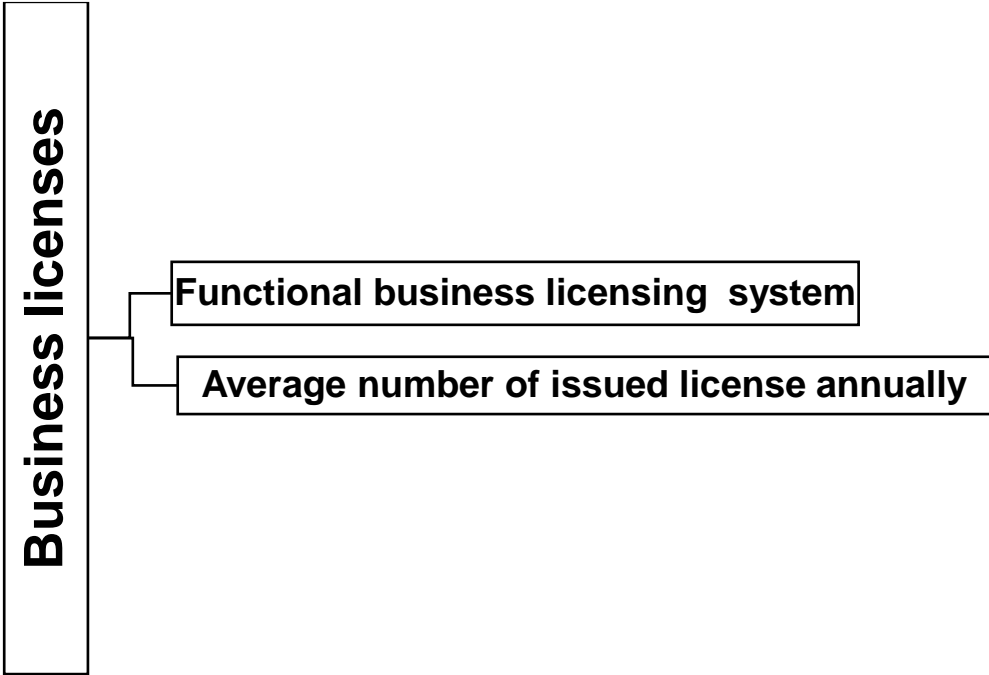 Business licenses
Functional business licensing  system
Average number of issued license annually